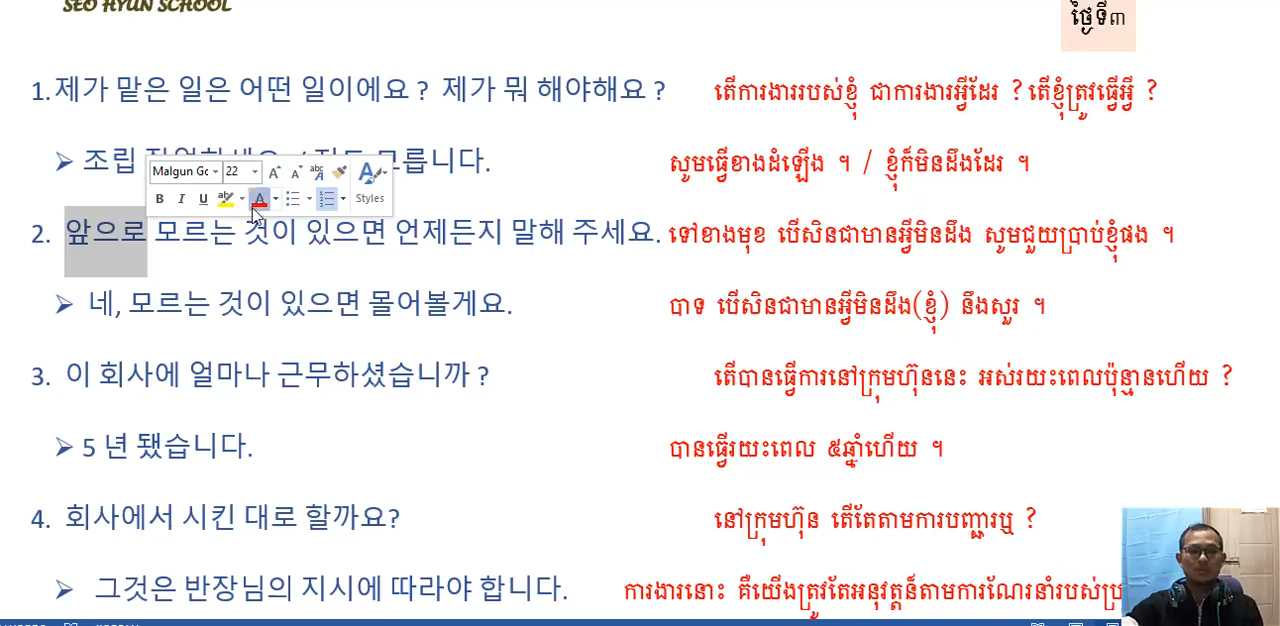 SEO HYUN SCHOOL
ថ្ងៃទី៣
1. 제가 맡은 일은 어떤 일이에요 ? 제가 뭐 해야해요 ? តើការងាររបស់ខ្ញុំ ជាការងារអ្វីដែរ ? តើខ្ញុំត្រូវធ្វើអ្វី ?
➢ 조립 모릅니다. សូមធ្វើខាងដំឡើង ។ / ខ្ញុំក៏មិនដឹងដែរ ។
Malgun Gc 22
B I U Styles
2. 앞으로 모르는 것이 있으면 언제든지 말해 주세요. ទៅខាងមុខ បើសិនជាមានអ្វីមិនដឹង សូមជួយប្រាប់ខ្ញុំផង ។
➢ 네, 모르는 것이 있으면 몰어볼게요. បាទ បើសិនជាមានអ្វីមិនដឹង(ខ្ញុំ) នឹងសួរ ។
3. 이 회사에 얼마나 근무하셨습니까 ? តើបានធ្វើការនៅក្រុមហ៊ុននេះ អស់រយះពេលប៉ុន្មានហើយ ?
➢ 5 년 됐습니다. បានធ្វើរយះពេល ៥ឆ្នាំហើយ ។
4. 회사에서 시킨 대로 할까요? នៅក្រុមហ៊ុន តើតែតាមការបញ្ជារឬ ?
➢ 그것은 반장님의 지시에 따라야 합니다. ការងារនោះ គឺយើងត្រូវតែអនុវត្តន៍តាមការណែរនាំរបស់